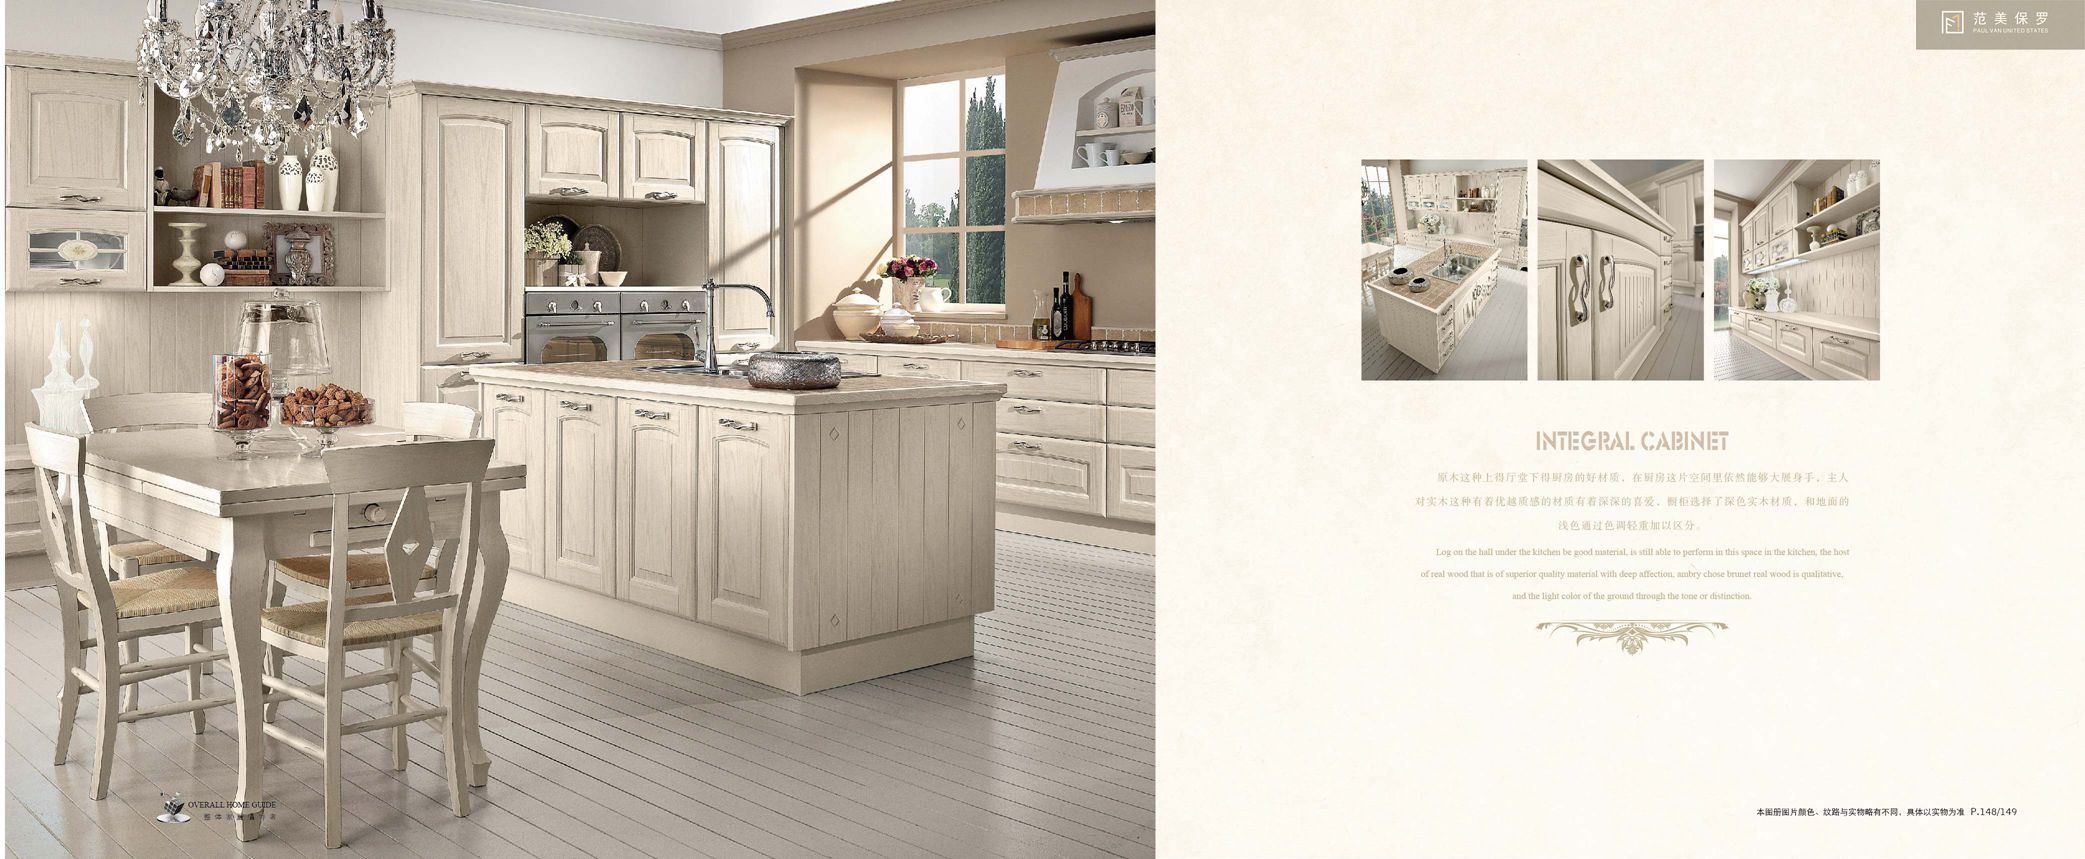 范美保罗
PAUL VAN UNITED STATES
INTEGRAL CABINET
原木这种上得厅堂下得厨房的好材质，在厨房这片空间里依然能够大展身手，主人
对实木这种有着优越质感的材质有着深深的喜爱，橱柜选择了深色实木材质，和地面的
浅色通过色调轻重加以区分。
Log on the hall under the kitchen be good material, is still able to perform in this space in the kitchen, the host
of real wood that is of superior quality material with deep affection, ambry chose brunet real wood is qualitative,
and the light color of the ground through the tone or distinction.
OVERALL HOME GUIDE
整体家居
本图册图片颜色、纹路与实物略有不同，具体以实物为准 P.148/149